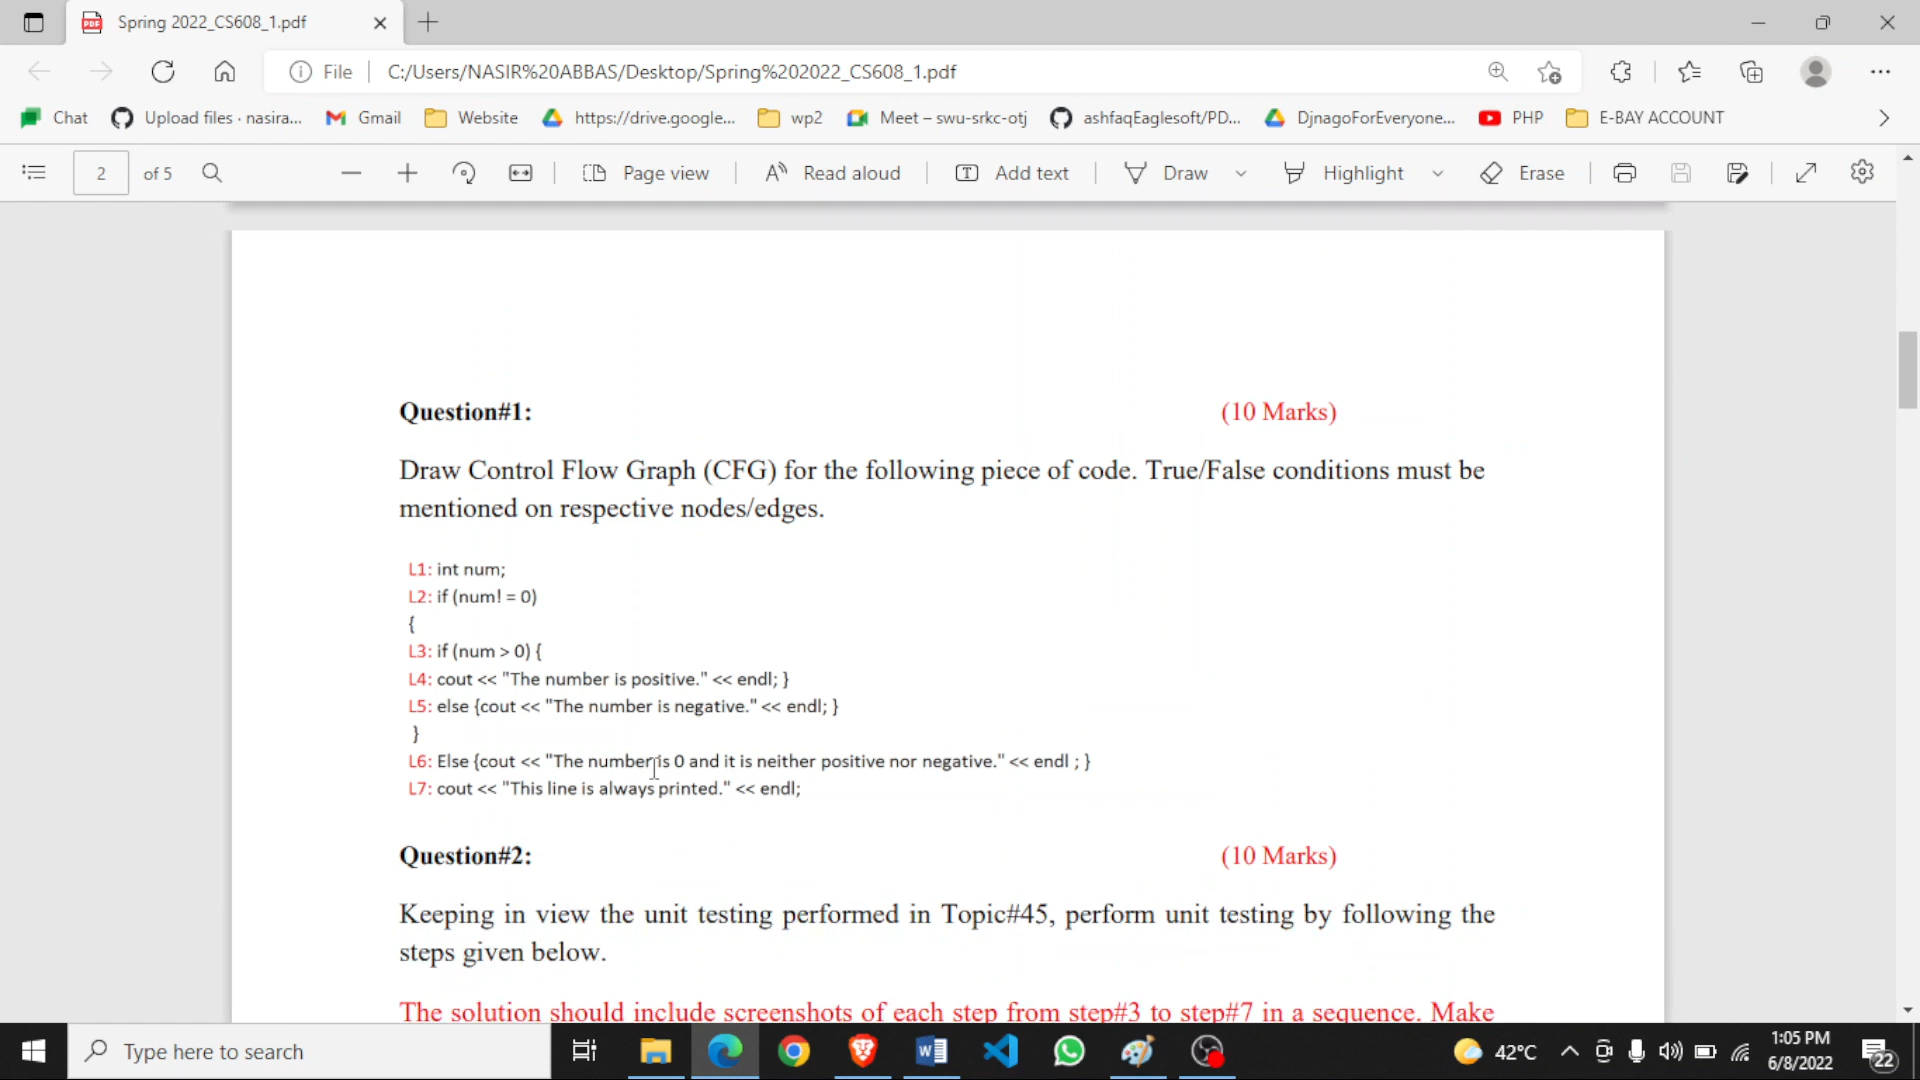 Spring 2022_CS608_1.pdf
File
C:/Users/NASIR%20ABBAS/Desktop/Spring%202022_CS608_1.pdf
Chat
Upload files · nasira...
Gmail
Website
https://drive.google...
wp2
Meet – swu-srkc-otj
ashfaqEaglesoft/PD...
DjnagoForEveryone...
PHP
E-BAY ACCOUNT
2
of 5
Page view
Read aloud
Add text
Draw
Highlight
Erase
Question#1:
(10 Marks)
Draw Control Flow Graph (CFG) for the following piece of code. True/False conditions must be
mentioned on respective nodes/edges.
L1: int num;
L2: if (num! = 0)
{
L3: if (num > 0) {
L4: cout << "The number is positive." << endl; }
L5: else {cout << "The number is negative." << endl; }
}
L6: Else {cout << "The number is 0 and it is neither positive nor negative." << endl ; }
L7: cout << "This line is always printed." << endl;
Question#2:
(10 Marks)
Keeping in view the unit testing performed in Topic#45, perform unit testing by following the
steps given below.
The solution should include screenshots of each step from step#3 to step#7 in a sequence. Make
Type here to search
42°C
1:05 PM
6/8/2022
22